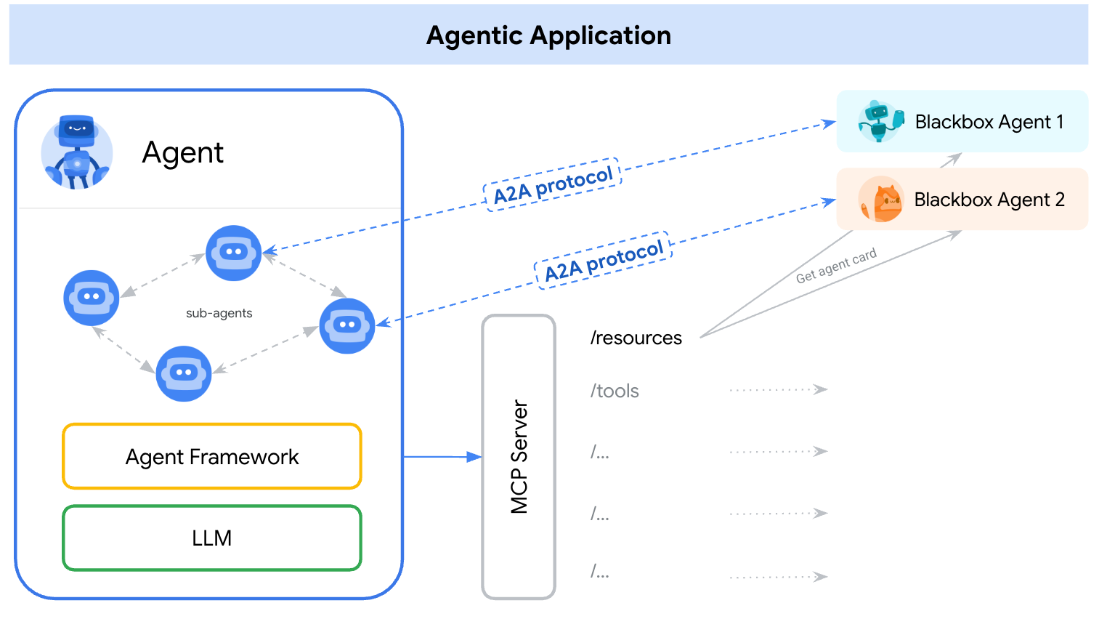 Agentic Application
Agent
Blackbox Agent 1
A2A protocol
Blackbox Agent 2
A2A protocol
Get agent card
sub-agents
/resources
/tools
/...
/...
/...
MCP Server
Agent Framework
LLM